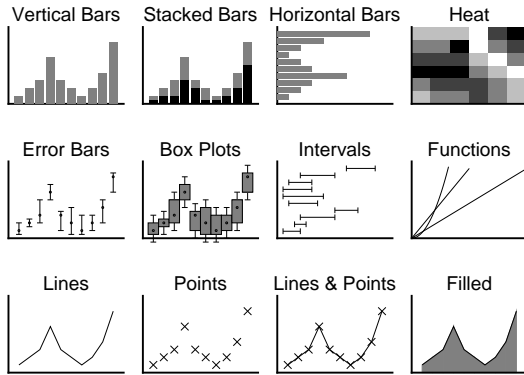 Vertical Bars
Stacked Bars
Horizontal Bars
Heat
Error Bars
Box Plots
Intervals
Functions
Lines
Points
Lines & Points
Filled